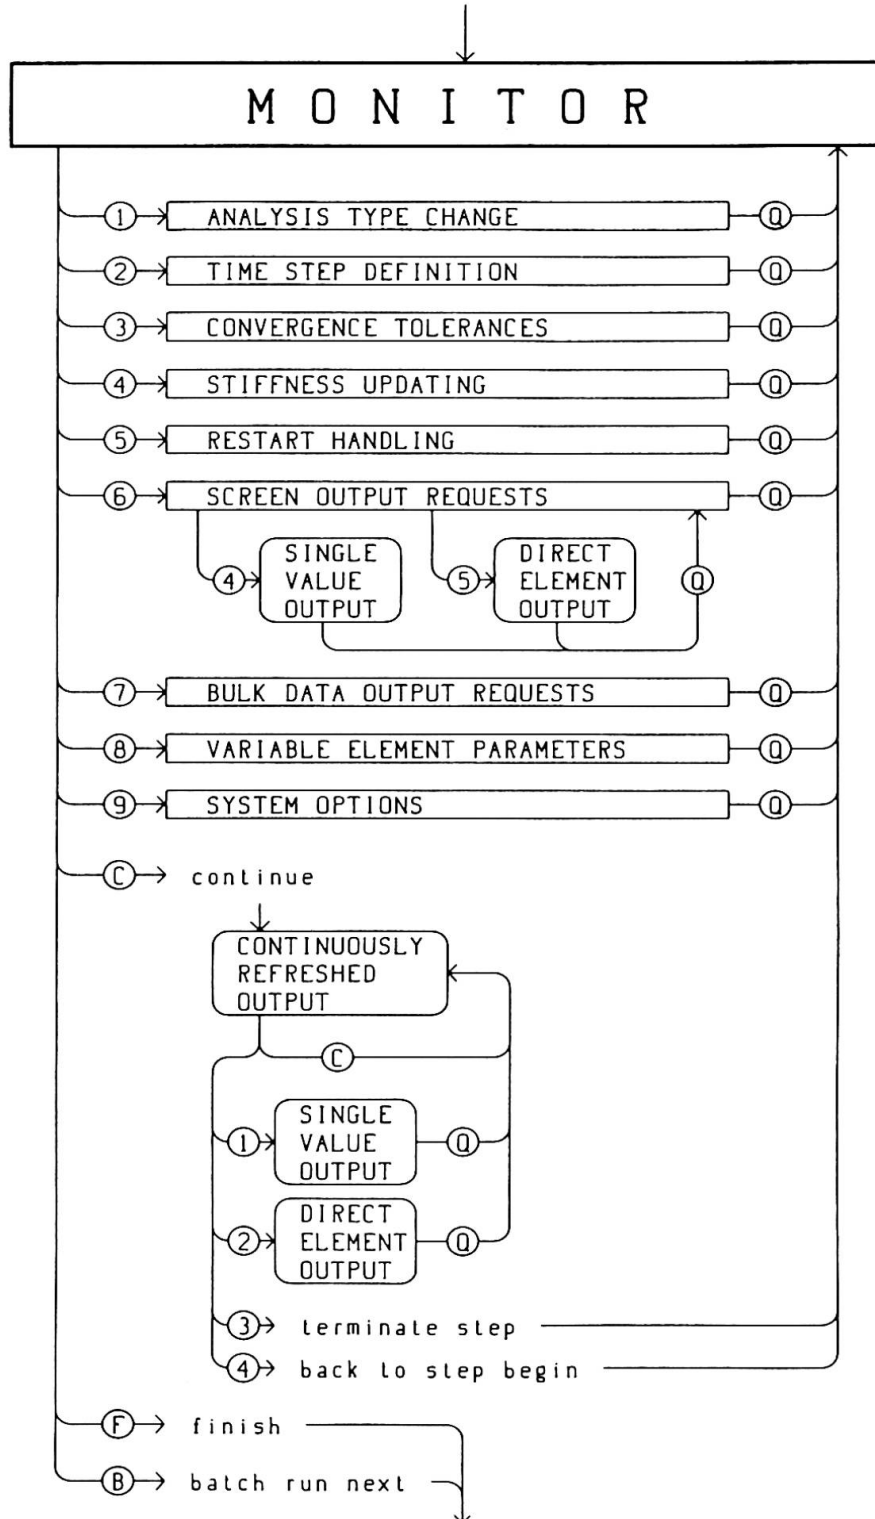 M O N I T O R
1 ANALYSIS TYPE CHANGE Q
2 TIME STEP DEFINITION Q
3 CONVERGENCE TOLERANCES Q
4 STIFFNESS UPDATING Q
5 RESTART HANDLING Q
6 SCREEN OUTPUT REQUESTS Q
4 SINGLE
VALUE
OUTPUT
5 DIRECT
ELEMENT
OUTPUT
Q
7 BULK DATA OUTPUT REQUESTS Q
8 VARIABLE ELEMENT PARAMETERS Q
9 SYSTEM OPTIONS Q
C continue
CONTINUOUSLY
REFRESHED
OUTPUT
C
1 SINGLE
VALUE
OUTPUT
Q
2 DIRECT
ELEMENT
OUTPUT
Q
3 terminate step
4 back to step begin
F finish
B batch run next